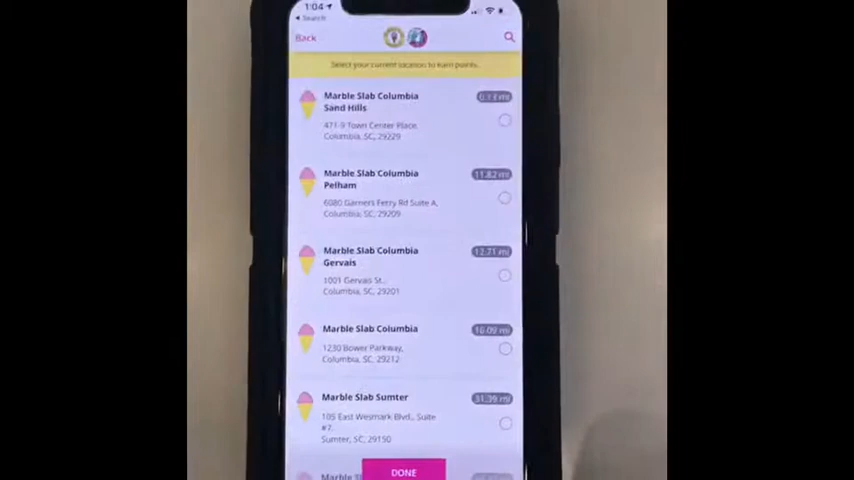 1:04
Search
Back
Select your current location to earn points.
Marble Slab Columbia
Sand Hills
471-9 Town Center Place,
Columbia, SC, 29229
Marble Slab Columbia
Pelham
6080 Garners Ferry Rd Suite A,
Columbia, SC, 29209
11.82 mi
Marble Slab Columbia
Gervais
1001 Gervais St.,
Columbia, SC, 29201
12.71 mi
Marble Slab Columbia
1230 Bower Parkway,
Columbia, SC, 29212
16.09 mi
Marble Slab Sumter
105 East Wesmark Blvd., Suite
#7,
Sumter, SC, 29150
31.39 mi
Marble Slab
DONE